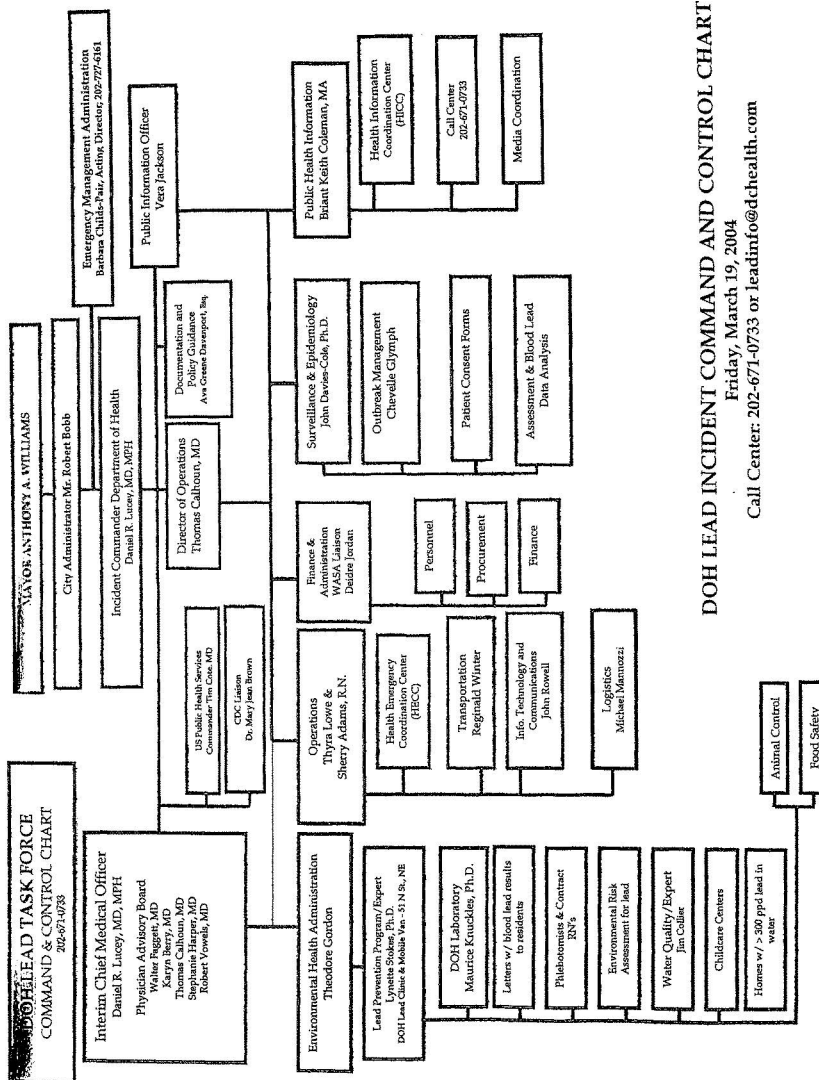 DOH LEAD TASK FORCE
COMMAND & CONTROL CHART
202-671-0733
MAYOR ANTHONY A. WILLIAMS
City Administrator Mr. Robert Bobb
Emergency Management Administration
Barbara Childs-Pair, Acting Director; 202-727-6161
Incident Commander Department of Health
Daniel R. Lucey, MD, MPH
Public Information Officer
Vera Jackson
Interim Chief Medical Officer
Daniel R. Lucey, MD, MPH
Physician Advisory Board
Walter Faggett, MD
Karyn Berry, MD
Thomas Calhoun, MD
Stephanie Harper, MD
Robert Vowels, MD
US Public Health Services
Commander Tim Cote, MD
CDC Liaison
Dr. Mary Jean Brown
Director of Operations
Thomas Calhoun, MD
Documentation and
Policy Guidance
Ava Greene Davenport, Esq.
Environmental Health Administration
Theodore Gordon
Lead Prevention Program/Expert
Lynette Stokes, Ph.D.
DOH Lead Clinic & Mobile Van - 51 N St., NE
DOH Laboratory
Maurice Knuckles, Ph.D.
Letters w/ blood lead results
to residents
Phlebotomists & Contract
RN's
Environmental Risk
Assessment for lead
Water Quality/Expert
Jim Collier
Childcare Centers
Homes w/ > 300 ppd lead in
water
Animal Control
Food Safety
Operations
Thyra Lowe &
Sherry Adams, R.N.
Health Emergency
Coordination Center
(HECC)
Transportation
Reginald Winter
Info. Technology and
Communications
John Rowell
Logistics
Michael Mannozzi
Finance &
Administration
WASA Liaison
Deidre Jordan
Personnel
Procurement
Finance
Surveillance & Epidemiology
John Davies-Cole, Ph.D.
Outbreak Management
Chevelle Glymph
Patient Consent Forms
Assessment & Blood Lead
Data Analysis
Public Health Information
Briant Keith Coleman, MA
Health Information
Coordination Center
(HICC)
Call Center
202-671-0733
Media Coordination
DOH LEAD INCIDENT COMMAND AND CONTROL CHART
Friday, March 19, 2004
Call Center: 202-671-0733 or leadinfo@dchealth.com